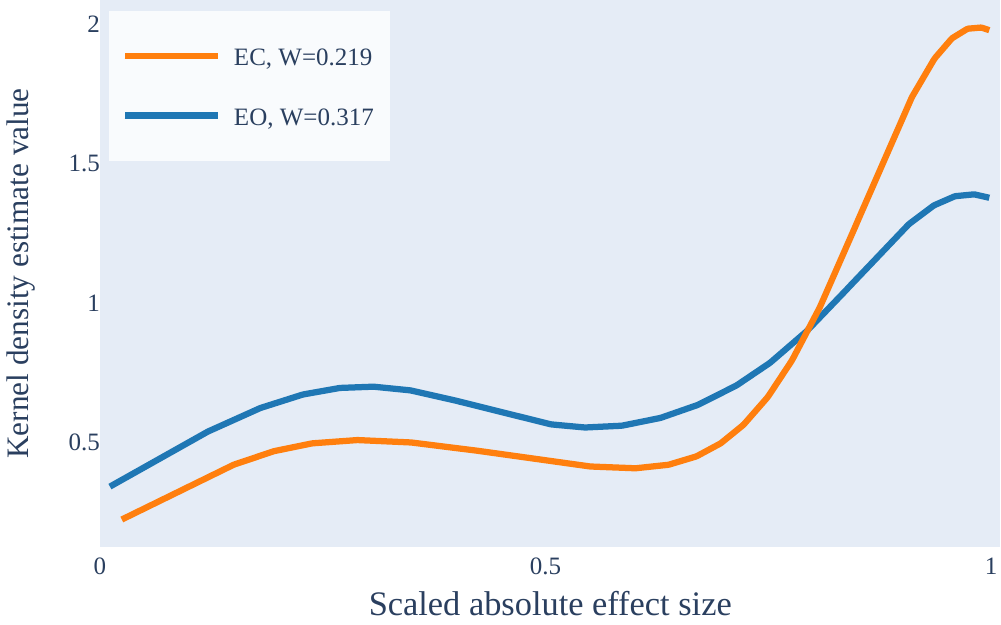 EC, W=0.219
EO, W=0.317
Kernel density estimate value
2
1.5
1
0.5
0
0.5
1
Scaled absolute effect size